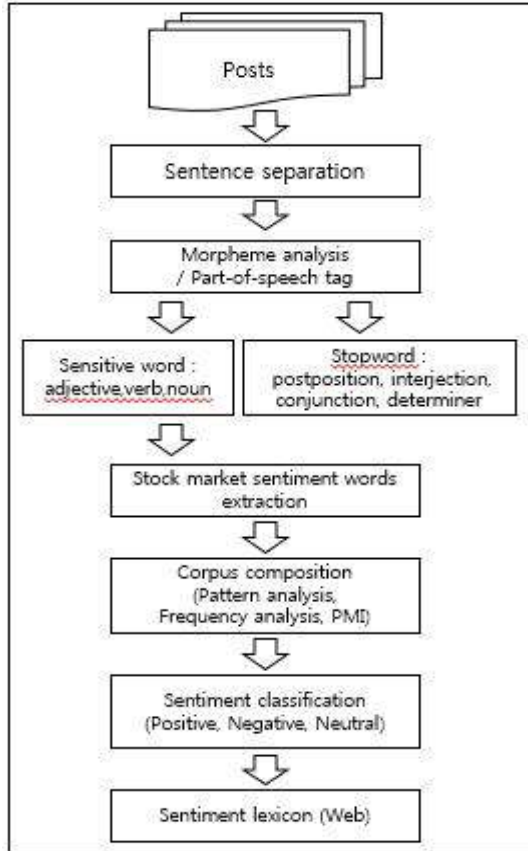 Posts
Sentence separation
Morpheme analysis
/ Part-of-speech tag
Sensitive word :
adjective,verb,noun
Stopword :
postposition, interjection,
conjunction, determiner
Stock market sentiment words
extraction
Corpus composition
(Pattern analysis,
Frequency analysis, PMI)
Sentiment classification
(Positive, Negative, Neutral)
Sentiment lexicon (Web)